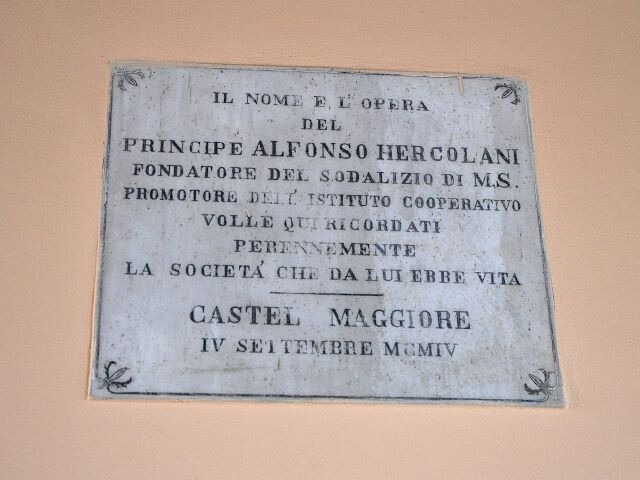 IL NOME E L'OPERA
DEL
PRINCIPE ALFONSO HERCOLANI
FONDATORE DEL SODALIZIO DI M.S.
PROMOTORE DELL'ISTITUTO COOPERATIVO
VOLLE QUI RICORDATI
PERENNEMENTE
LA SOCIETA' CHE DA LUI EBBE VITA
CASTEL MAGGIORE
IV SETTEMBRE MCMIV